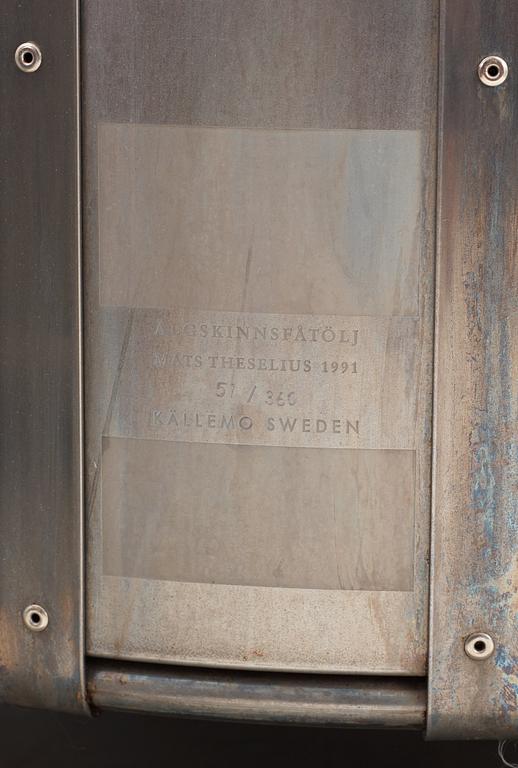 ÄLGSKINNSFÅTÖLJ
MATS THESELIUS 1991
51 / 360
KÄLLEMO SWEDEN